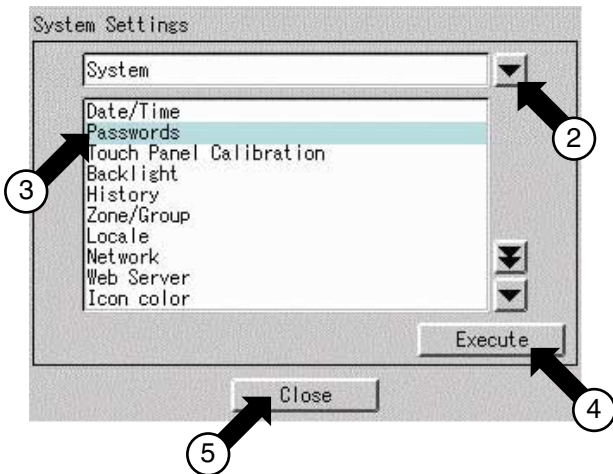 System Settings
System
2
Date/Time
Passwords
3
Touch Panel Calibration
Backlight
History
Zone/Group
Locale
Network
Web Server
Icon color
Execute
4
Close
5